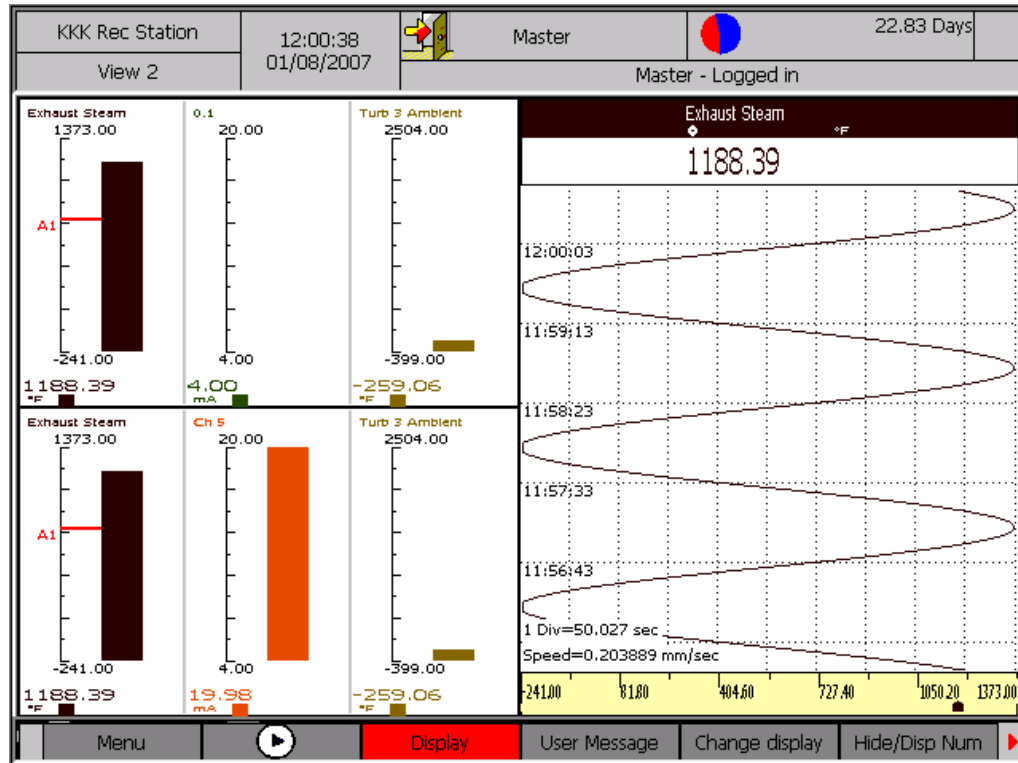 KKK Rec Station
View 2
12:00:38
01/08/2007
Master
22.83 Days
Master - Logged in
Exhaust Steam
1373.00
A1
-241.00
1188.39
°F
0.1
20.00
4.00
4.00
mA
Turb 3 Ambient
2504.00
-399.00
-259.06
°F
Exhaust Steam
1373.00
A1
-241.00
1188.39
°F
Ch 5
20.00
4.00
19.98
mA
Turb 3 Ambient
2504.00
-399.00
-259.06
°F
Exhaust Steam
°F
1188.39
12:00:03
11:59:13
11:58:23
11:57:33
11:56:43
1 Div=50.027 sec
Speed=0.203889 mm/sec
-241.00 81.80 404.60 727.40 1050.20 1373.00
Menu Display User Message Change display Hide/Disp Num